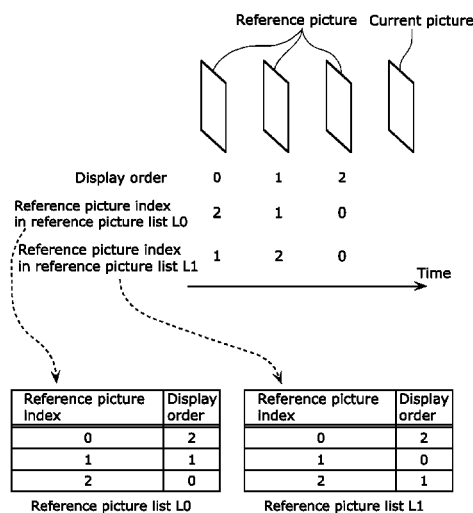 Reference picture Current picture
Display order 0 1 2
Reference picture index
in reference picture list L0 2 1 0
Reference picture index
in reference picture list L1 1 2 0
Time
Reference picture index Display order
0 2
1 1
2 0
Reference picture list L0
Reference picture index Display order
0 2
1 0
2 1
Reference picture list L1